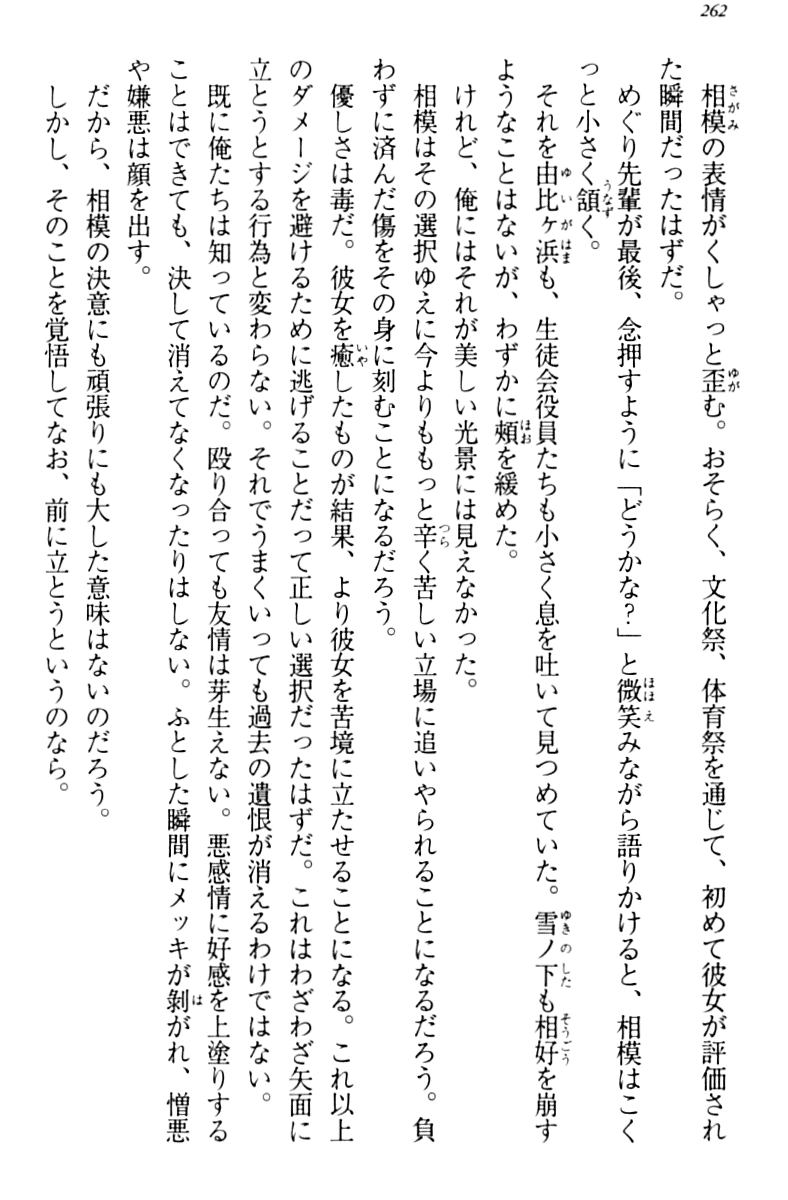 262
相模の表情がくしゃっと歪む。おそらく、文化祭、体育祭を通じて、初めて彼女が評価され
た瞬間だったはずだ。
めぐり先輩が最後、念押すように「どうかな？」と微笑みながら語りかけると、相模はこく
っと小さく頷く。
それを由比ヶ浜も、生徒会役員たちも小さく息を吐いて見つめていた。雪ノ下も相好を崩す
ようなことはないが、わずかに頬を緩めた。
けれど、俺にはそれが美しい光景には見えなかった。
相模はその選択ゆえに今よりももっと辛く苦しい立場に追いやられることになるだろう。負
わずに済んだ傷をその身に刻むことになるだろう。
優しさは毒だ。彼女を癒したものが結果、より彼女を苦境に立たせることになる。これ以上
のダメージを避けるために逃げることだって正しい選択だったはずだ。これはわざわざ矢面に
立とうとする行為と変わらない。それでうまくいっても過去の遺恨が消えるわけではない。
既に俺たちは知っているのだ。殴り合っても友情は芽生えない。悪感情に好感を上塗りする
ことはできても、決して消えてなくなったりはしない。ふとした瞬間にメッキが剝がれ、憎悪
や嫌悪は顔を出す。
だから、相模の決意にも頑張りにも大した意味はないのだろう。
しかし、そのことを覚悟してなお、前に立とうというのなら。